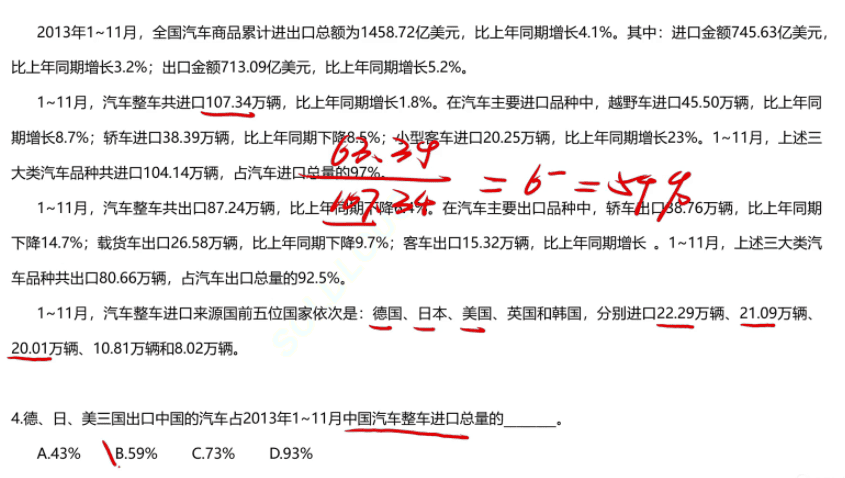 2013年1~11月，全国汽车商品累计进出口总额为1458.72亿美元，比上年同期增长4.1%。其中：进口金额745.63亿美元，
比上年同期增长3.2%；出口金额713.09亿美元，比上年同期增长5.2%。
1~11月，汽车整车共进口107.34万辆，比上年同期增长1.8%。在汽车主要进口品种中，越野车进口45.50万辆，比上年同
期增长8.7%；轿车进口38.39万辆，比上年同期下降8.5%；小型客车进口20.25万辆，比上年同期增长23%。1~11月，上述三
63.34
大类汽车品种共进口104.14万辆，占汽车进口总量的97%。
107.34 = 6⁻ = 59%
1~11月，汽车整车共出口87.24万辆，比上年同期下降6.4%。在汽车主要出口品种中，轿车出口38.76万辆，比上年同期
下降14.7%；载货车出口26.58万辆，比上年同期下降9.7%；客车出口15.32万辆，比上年同期增长 。1~11月，上述三大类汽
车品种共出口80.66万辆，占汽车出口总量的92.5%。
1~11月，汽车整车进口来源国前五位国家依次是：德国、日本、美国、英国和韩国，分别进口22.29万辆、21.09万辆、
20.01万辆、10.81万辆和8.02万辆。
4.德、日、美三国出口中国的汽车占2013年1~11月中国汽车整车进口总量的______。
A.43% B.59% C.73% D.93%